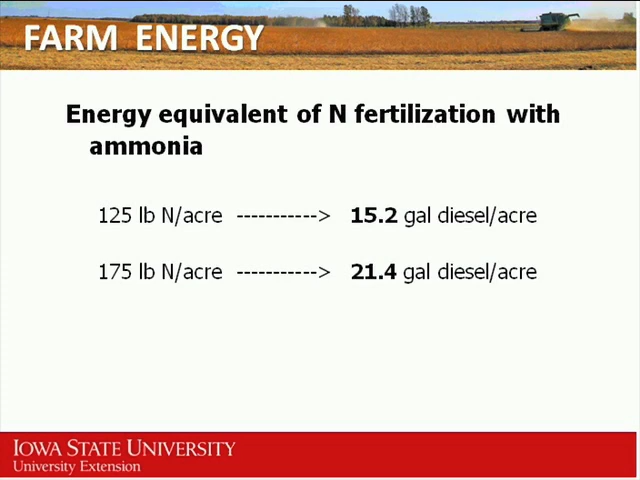 FARM ENERGY
Energy equivalent of N fertilization with
ammonia
125 lb N/acre -----------> 15.2 gal diesel/acre
175 lb N/acre -----------> 21.4 gal diesel/acre
IOWA STATE UNIVERSITY
University Extension